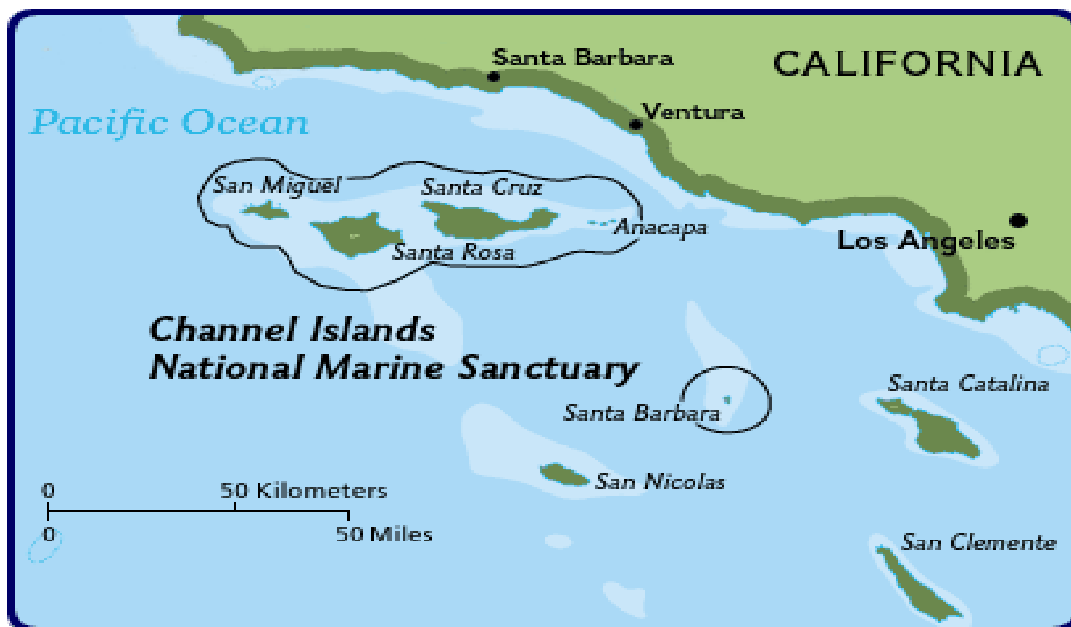 Santa Barbara
CALIFORNIA
Pacific Ocean
Ventura
San Miguel
Santa Cruz
Anacapa
Los Angeles
Santa Rosa
Channel Islands
National Marine Sanctuary
Santa Catalina
Santa Barbara
San Nicolas
0 50 Kilometers
0 50 Miles
San Clemente